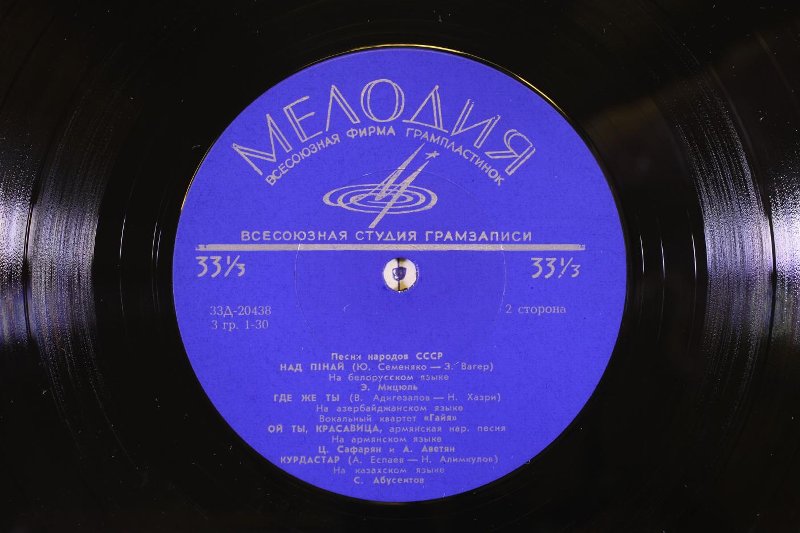 МЕЛОДИЯ
ВСЕСОЮЗНАЯ ФИРМА ГРАМПЛАСТИНОК
ВСЕСОЮЗНАЯ СТУДИЯ ГРАМЗАПИСИ
33⅓ 33⅓
33Д-20438 2 сторона
3 гр. 1-30
Песни народов СССР
НАД ПІНАЙ (Ю. Семеняко — З. Вагер)
На белорусском языке
Э. Мицюль
ГДЕ ЖЕ ТЫ (В. Адигезалов — Н. Хазри)
На азербайджанском языке
Вокальный квартет «Гайя»
ОЙ ТЫ, КРАСАВИЦА, армянская нар. песня
На армянском языке
Ц. Сафарян и А. Аветян
КУРДАСТАР (А. Еспаев — Н. Алимкулов)
На казахском языке
С. Абусеитов